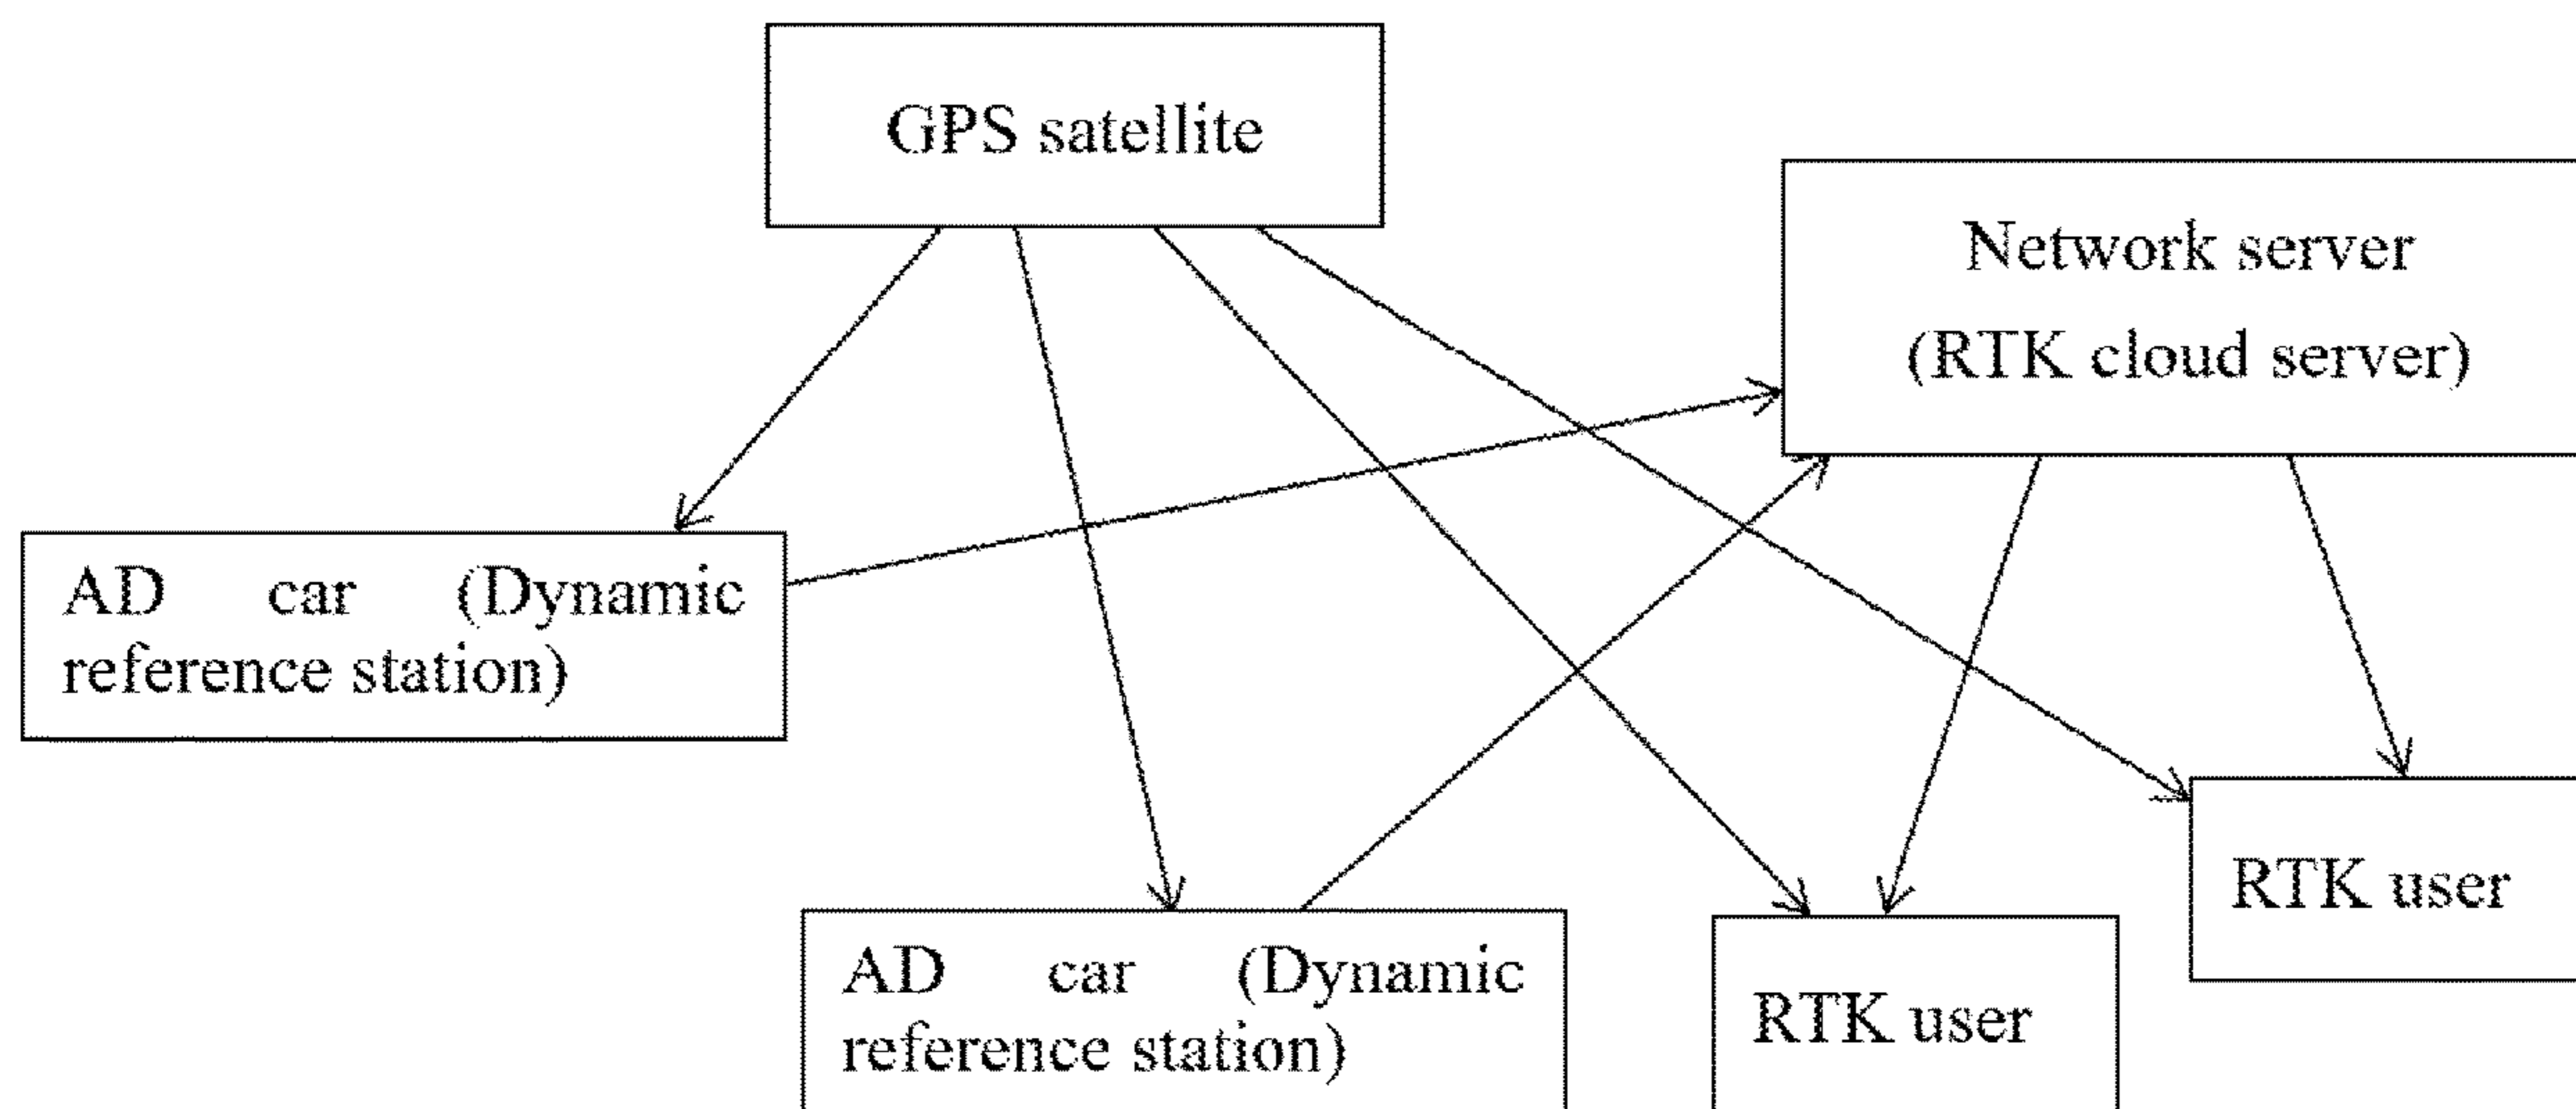 GPS satellite
Network server
(RTK cloud server)
AD car (Dynamic
reference station)
RTK user
AD car (Dynamic
reference station)
RTK user